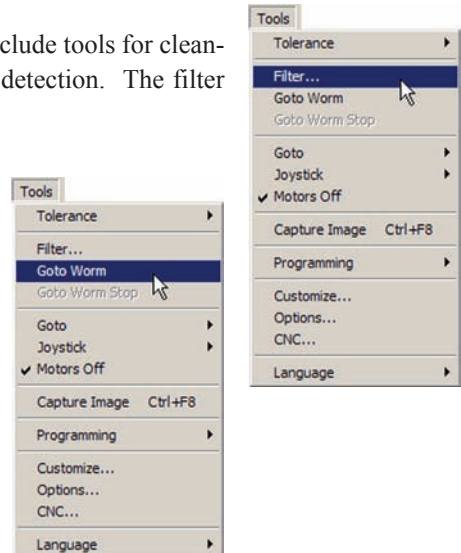 clude tools for clean-
detection. The filter
Tools
Tolerance
Filter...
Goto Worm
Goto Worm Stop
Goto
Joystick
Motors Off
Capture Image Ctrl+F8
Programming
Customize...
Options...
CNC...
Language
Tools
Tolerance
Filter...
Goto Worm
Goto Worm Stop
Goto
Joystick
Motors Off
Capture Image Ctrl+F8
Programming
Customize...
Options...
CNC...
Language